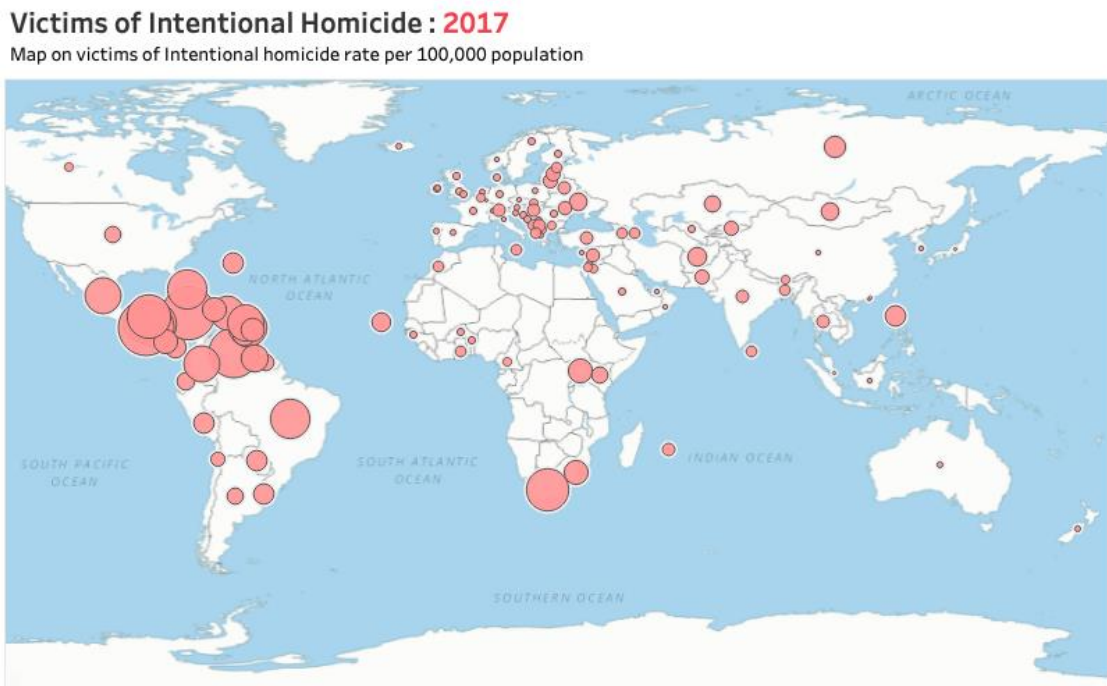 Victims of Intentional Homicide : 2017
Map on victims of Intentional homicide rate per 100,000 population
ARCTIC OCEAN
NORTH ATLANTIC
OCEAN
SOUTH PACIFIC
OCEAN
SOUTH ATLANTIC
OCEAN
INDIAN OCEAN
SOUTHERN OCEAN